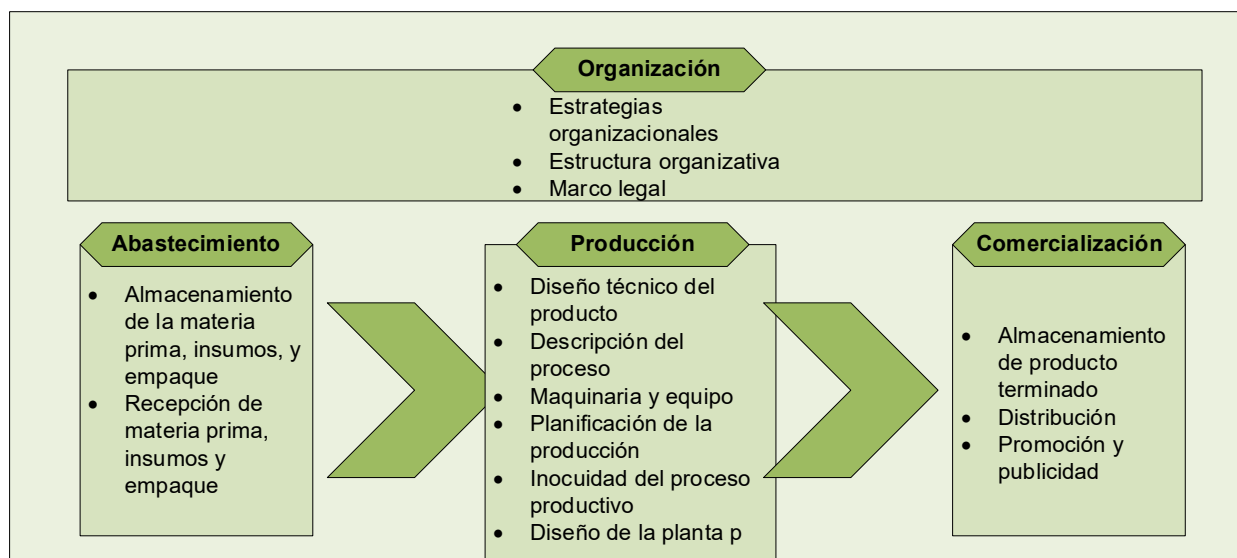 Organización
• Estrategias
organizacionales
• Estructura organizativa
• Marco legal
Abastecimiento
• Almacenamiento
de la materia
prima, insumos, y
empaque
• Recepción de
materia prima,
insumos y
empaque
Producción
• Diseño técnico del
producto
• Descripción del
proceso
• Maquinaria y equipo
• Planificación de la
producción
• Inocuidad del proceso
productivo
• Diseño de la planta p
Comercialización
• Almacenamiento
de producto
terminado
• Distribución
• Promoción y
publicidad